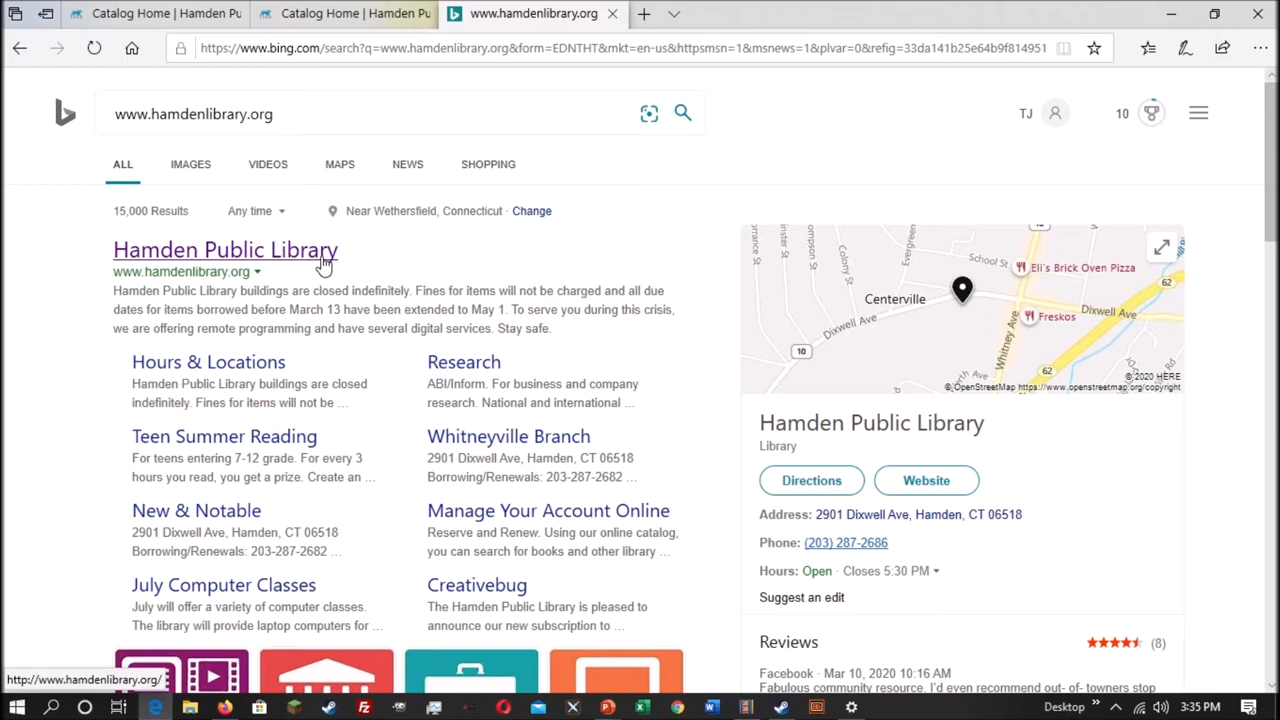 Catalog Home | Hamden Pu
Catalog Home | Hamden Pu
www.hamdenlibrary.org
https://www.bing.com/search?q=www.hamdenlibrary.org&form=EDNTHT&mkt=en-us&httpsmsn=1&msnews=1&plvar=0&refig=33da141b25e64b9f814951
www.hamdenlibrary.org
TJ
10
ALL IMAGES VIDEOS MAPS NEWS SHOPPING
15,000 Results Any time Near Wethersfield, Connecticut · Change
Hamden Public Library
www.hamdenlibrary.org
Hamden Public Library buildings are closed indefinitely. Fines for items will not be charged and all due
dates for items borrowed before March 13 have been extended to May 1. To serve you during this crisis,
we are offering remote programming and have several digital services. Stay safe.
Hours & Locations
Hamden Public Library buildings are closed
indefinitely. Fines for items will not be ...
Research
ABI/Inform. For business and company
research. National and international ...
Teen Summer Reading
For teens entering 7-12 grade. For every 3
hours you read, you get a prize. Create an ...
Whitneyville Branch
2901 Dixwell Ave, Hamden, CT 06518
Borrowing/Renewals: 203-287-2682 ...
New & Notable
2901 Dixwell Ave, Hamden, CT 06518
Borrowing/Renewals: 203-287-2682 ...
Manage Your Account Online
Reserve and Renew. Using our online catalog,
you can search for books and other library ...
July Computer Classes
July will offer a variety of computer classes.
The library will provide laptop computers for ...
Creativebug
The Hamden Public Library is pleased to
announce our new subscription to ...
http://www.hamdenlibrary.org/
Colony St
Evergreen
School St
Eli's Brick Oven Pizza
62
Centerville
Freskos
Dixwell Ave
Dixwell Ave
Whitney Ave
10
62
© 2020 HERE
© OpenStreetMap https://www.openstreetmap.org/copyright
Hamden Public Library
Library
Directions Website
Address: 2901 Dixwell Ave, Hamden, CT 06518
Phone: (203) 287-2686
Hours: Open · Closes 5:30 PM
Suggest an edit
Reviews (8)
Facebook · Mar 10, 2020 10:16 AM
Fabulous community resource. I'd even recommend out- of- towners stop
Desktop 3:35 PM